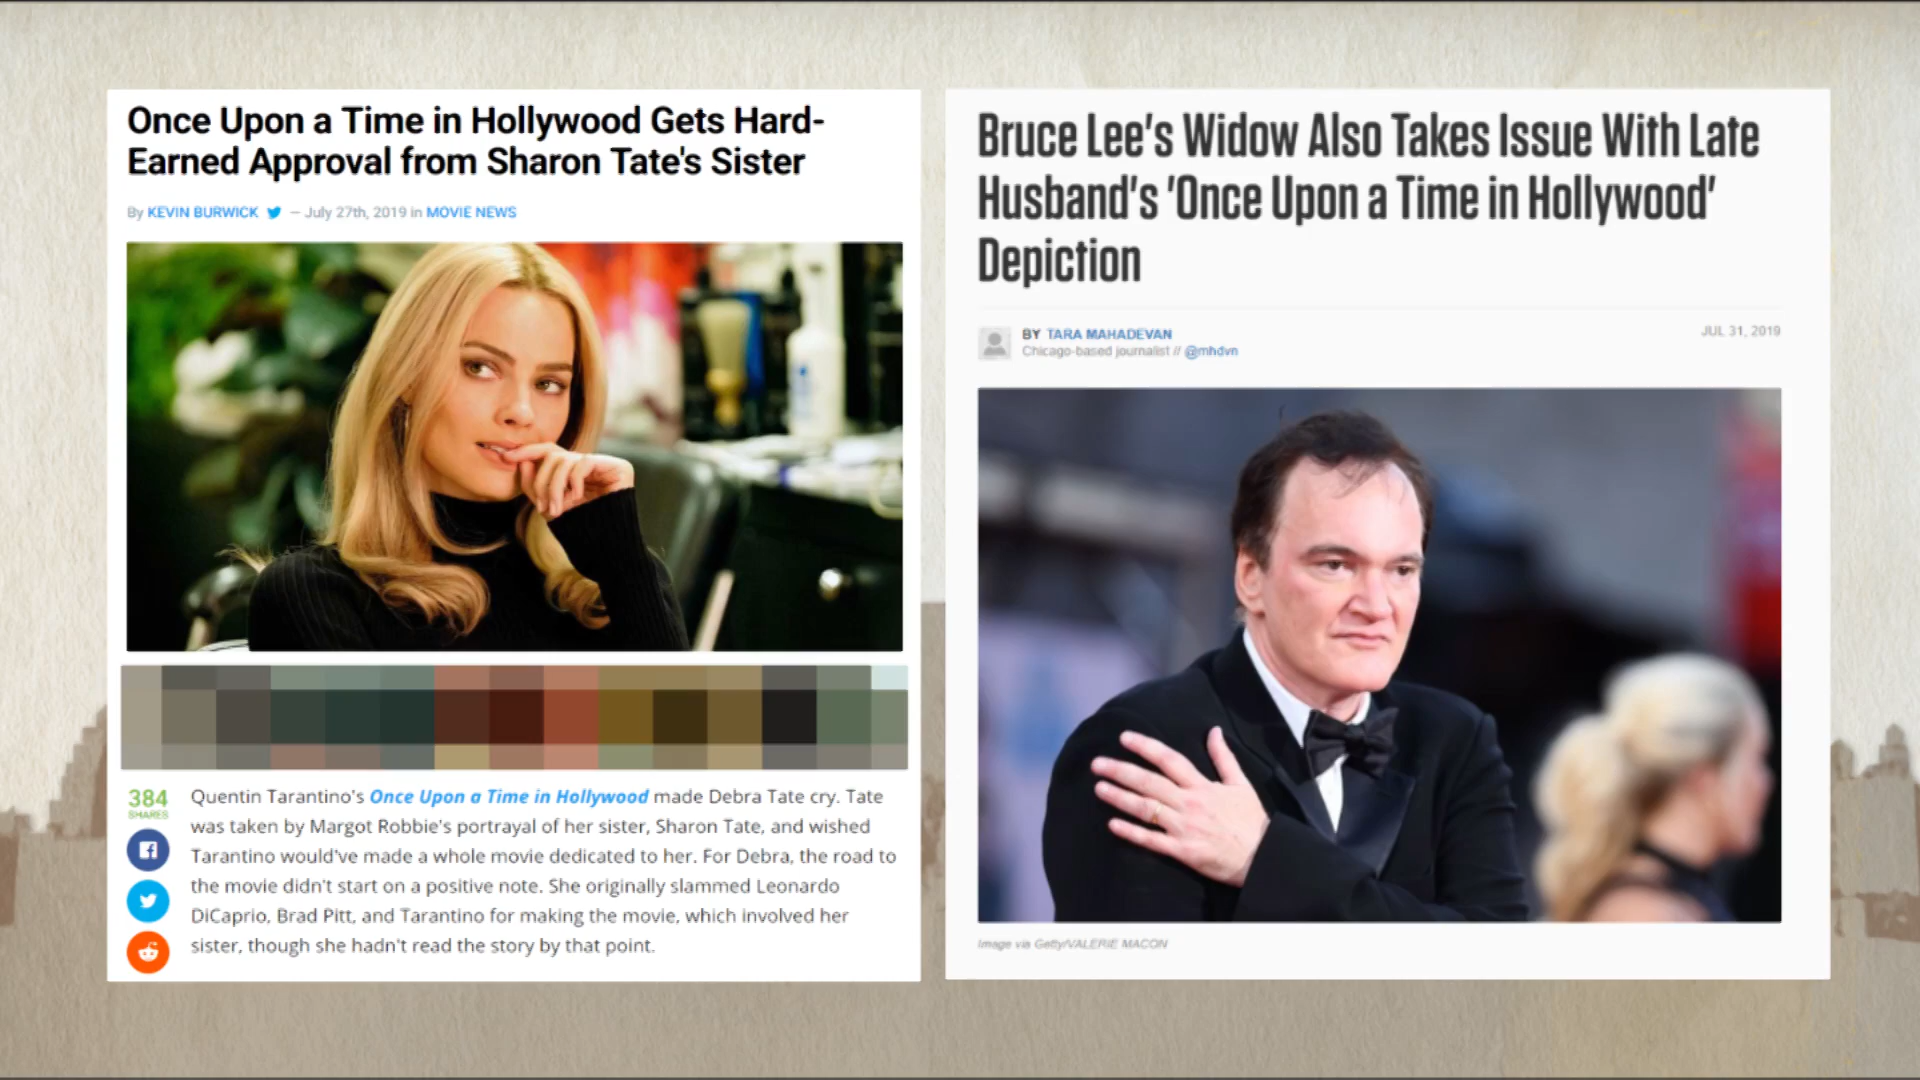 Once Upon a Time in Hollywood Gets Hard-
Earned Approval from Sharon Tate's Sister
By KEVIN BURWICK — July 27th, 2019 in MOVIE NEWS
384
SHARES
Quentin Tarantino's Once Upon a Time in Hollywood made Debra Tate cry. Tate
was taken by Margot Robbie's portrayal of her sister, Sharon Tate, and wished
Tarantino would've made a whole movie dedicated to her. For Debra, the road to
the movie didn't start on a positive note. She originally slammed Leonardo
DiCaprio, Brad Pitt, and Tarantino for making the movie, which involved her
sister, though she hadn't read the story by that point.
Bruce Lee's Widow Also Takes Issue With Late
Husband's 'Once Upon a Time in Hollywood'
Depiction
BY TARA MAHADEVAN
JUL 31, 2019
Chicago-based journalist // @mhdvn
Image via Getty/VALERIE MACON